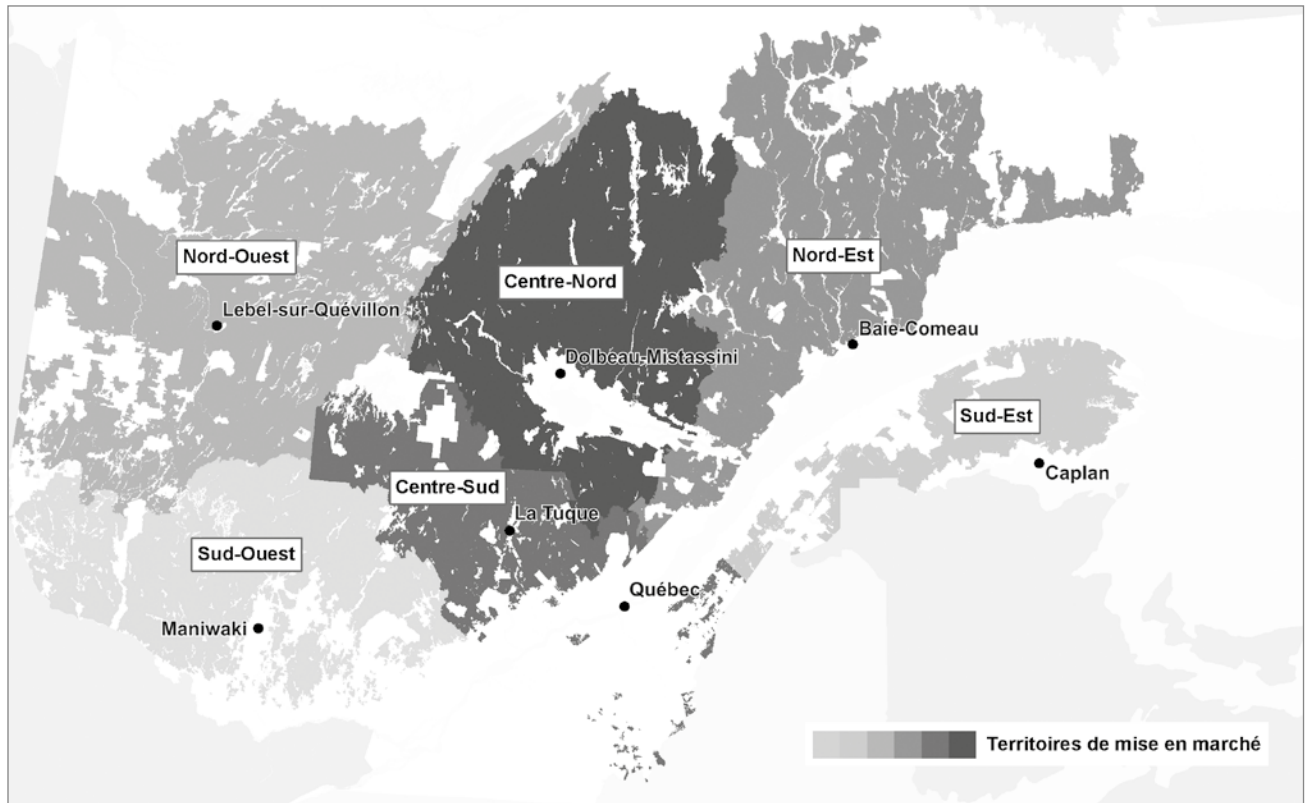 Nord-Ouest
Nord-Est
Centre-Nord
Lebel-sur-Quévillon
Baie-Comeau
Dolbeau-Mistassini
Sud-Est
Caplan
Centre-Sud
La Tuque
Sud-Ouest
Québec
Maniwaki
Territoires de mise en marché